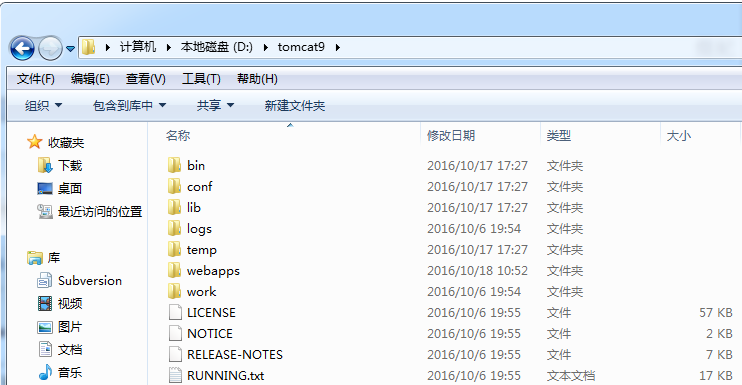 计算机 本地磁盘 (D:) tomcat9
文件(F) 编辑(E) 查看(V) 工具(T) 帮助(H)
组织 包含到库中 共享 新建文件夹
收藏夹
下载
桌面
最近访问的位置
库
Subversion
视频
图片
文档
音乐
名称 修改日期 类型 大小
bin 2016/10/17 17:27 文件夹
conf 2016/10/17 17:27 文件夹
lib 2016/10/17 17:27 文件夹
logs 2016/10/6 19:54 文件夹
temp 2016/10/17 17:27 文件夹
webapps 2016/10/18 10:52 文件夹
work 2016/10/6 19:54 文件夹
LICENSE 2016/10/6 19:55 文件 57 KB
NOTICE 2016/10/6 19:55 文件 2 KB
RELEASE-NOTES 2016/10/6 19:55 文件 7 KB
RUNNING.txt 2016/10/6 19:55 文本文档 17 KB